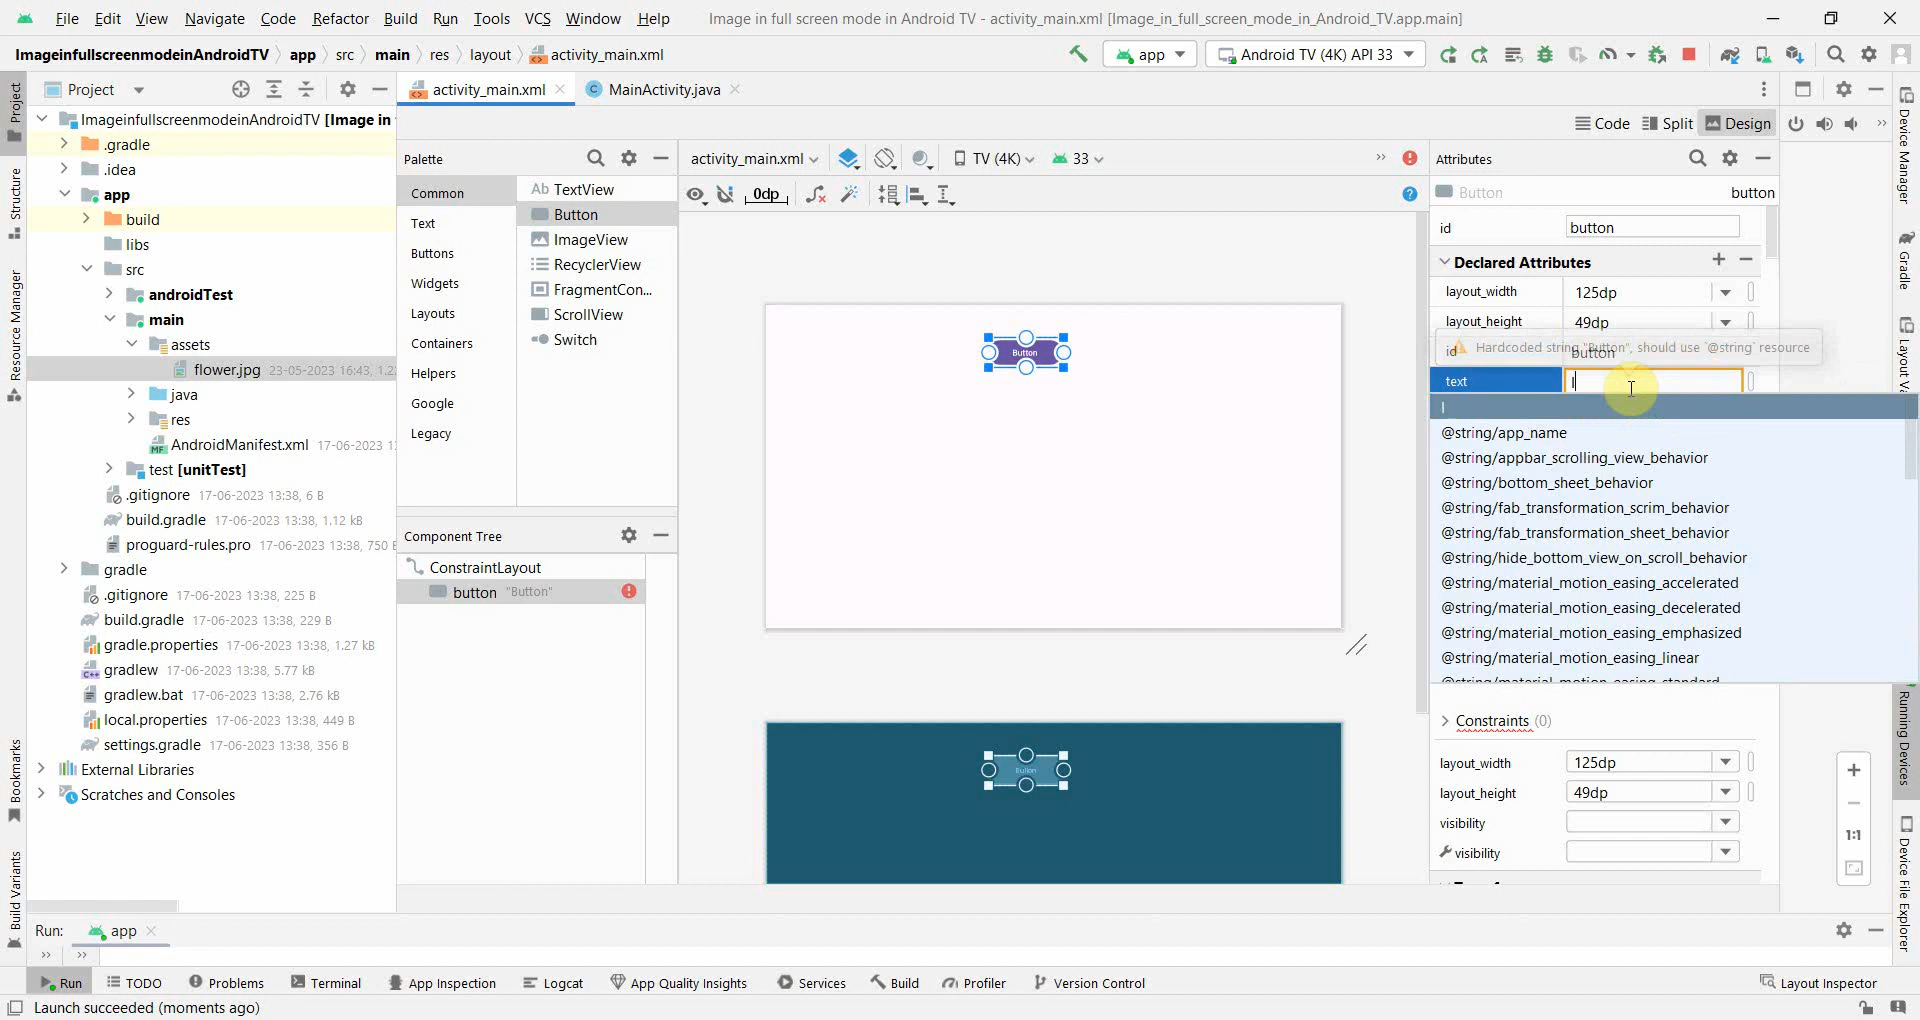 File Edit View Navigate Code Refactor Build Run Tools VCS Window Help Image in full screen mode in Android TV - activity_main.xml [Image_in_full_screen_mode_in_Android_TV.app.main]
ImageinfullscreenmodeinAndroidTV app src main res layout activity_main.xml app Android TV (4K) API 33
Project activity_main.xml MainActivity.java
Code Split Design
ImageinfullscreenmodeinAndroidTV [Image in
.gradle
.idea
app
build
libs
src
androidTest
main
assets
flower.jpg 23-05-2023 16:43, 1.2
java
res
AndroidManifest.xml 17-06-2023 1
test [unitTest]
.gitignore 17-06-2023 13:38, 6 B
build.gradle 17-06-2023 13:38, 1.12 kB
proguard-rules.pro 17-06-2023 13:38, 750 B
gradle
.gitignore 17-06-2023 13:38, 225 B
build.gradle 17-06-2023 13:38, 229 B
gradle.properties 17-06-2023 13:38, 1.27 kB
gradlew 17-06-2023 13:38, 5.77 kB
gradlew.bat 17-06-2023 13:38, 2.76 kB
local.properties 17-06-2023 13:38, 449 B
settings.gradle 17-06-2023 13:38, 356 B
External Libraries
Scratches and Consoles
Palette
Common
Text
Buttons
Widgets
Layouts
Containers
Helpers
Google
Legacy
Ab TextView
Button
ImageView
RecyclerView
FragmentCon...
ScrollView
Switch
Component Tree
ConstraintLayout
button "Button"
activity_main.xml TV (4K) 33
0dp
Button
Button
Attributes
Button button
id button
Declared Attributes
layout_width 125dp
layout_height 49dp
id button
Hardcoded string "Button", should use `@string` resource
text I
I
@string/app_name
@string/appbar_scrolling_view_behavior
@string/bottom_sheet_behavior
@string/fab_transformation_scrim_behavior
@string/fab_transformation_sheet_behavior
@string/hide_bottom_view_on_scroll_behavior
@string/material_motion_easing_accelerated
@string/material_motion_easing_decelerated
@string/material_motion_easing_emphasized
@string/material_motion_easing_linear
@string/material_motion_easing_standard
Constraints (0)
layout_width 125dp
layout_height 49dp
visibility
visibility
1:1
Project
Structure
Resource Manager
Bookmarks
Build Variants
Device Manager
Gradle
Layout Va
Running Devices
Device File Explorer
Run: app
Run TODO Problems Terminal App Inspection Logcat App Quality Insights Services Build Profiler Version Control Layout Inspector
Launch succeeded (moments ago)